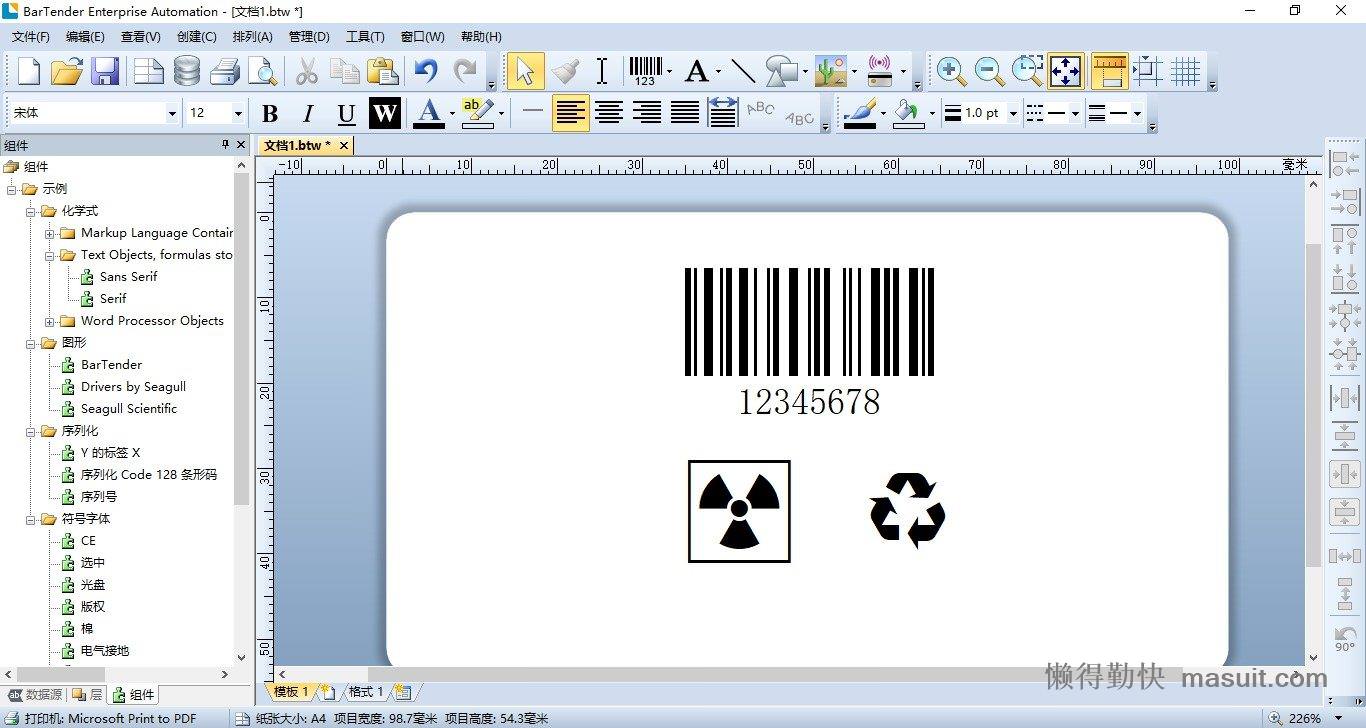 BarTender Enterprise Automation - [文档1.btw *]
文件(F) 编辑(E) 查看(V) 创建(C) 排列(A) 管理(D) 工具(T) 窗口(W) 帮助(H)
123 A
宋体 12 B I U W A ab ABC ABC 1.0 pt
组件
文档1.btw *
-10 0 10 20 30 40 50 60 70 80 90 100 毫米
组件
示例
化学式
Markup Language Contair
Text Objects, formulas sto
Sans Serif
Serif
Word Processor Objects
图形
BarTender
Drivers by Seagull
Seagull Scientific
序列化
Y 的标签 X
序列化 Code 128 条形码
序列号
符号字体
CE
选中
光盘
版权
棉
电气接地
0
10
20
30
40
50
12345678
90°
数据源 层 组件
模板 1 格式 1
懒得勤快 masuit.com
打印机: Microsoft Print to PDF 纸张大小: A4 项目宽度: 98.7毫米 项目高度: 54.3毫米 226%